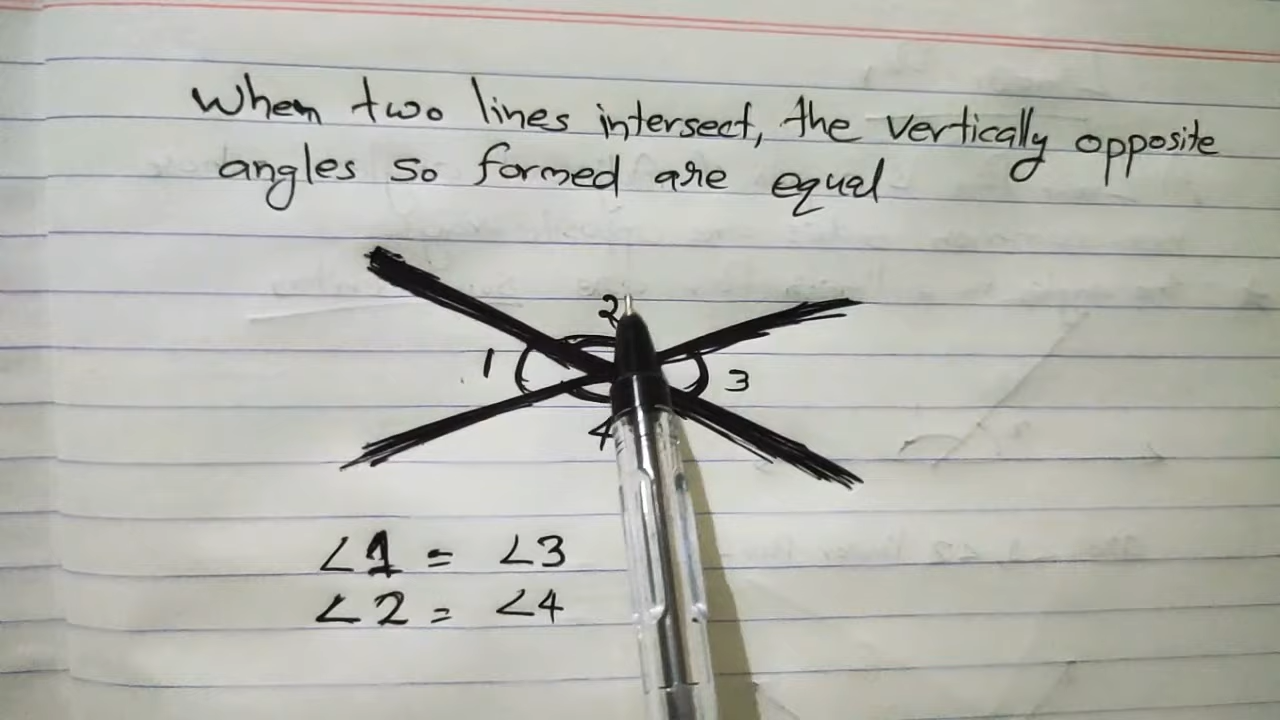 When two lines intersect, the vertically opposite
angles so formed are equal
2
1
3
4
∠1 = ∠3
∠2 = ∠4